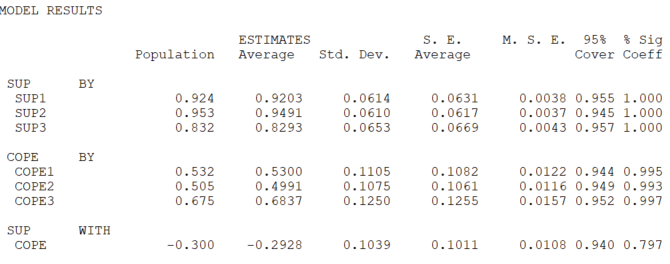 MODEL RESULTS
ESTIMATES S. E. M. S. E. 95% % Sig
Population Average Std. Dev. Average Cover Coeff
SUP BY
SUP1 0.924 0.9203 0.0614 0.0631 0.0038 0.955 1.000
SUP2 0.953 0.9491 0.0610 0.0617 0.0037 0.945 1.000
SUP3 0.832 0.8293 0.0653 0.0669 0.0043 0.957 1.000
COPE BY
COPE1 0.532 0.5300 0.1105 0.1082 0.0122 0.944 0.995
COPE2 0.505 0.4991 0.1075 0.1061 0.0116 0.949 0.993
COPE3 0.675 0.6837 0.1250 0.1255 0.0157 0.952 0.997
SUP WITH
COPE -0.300 -0.2928 0.1039 0.1011 0.0108 0.940 0.797